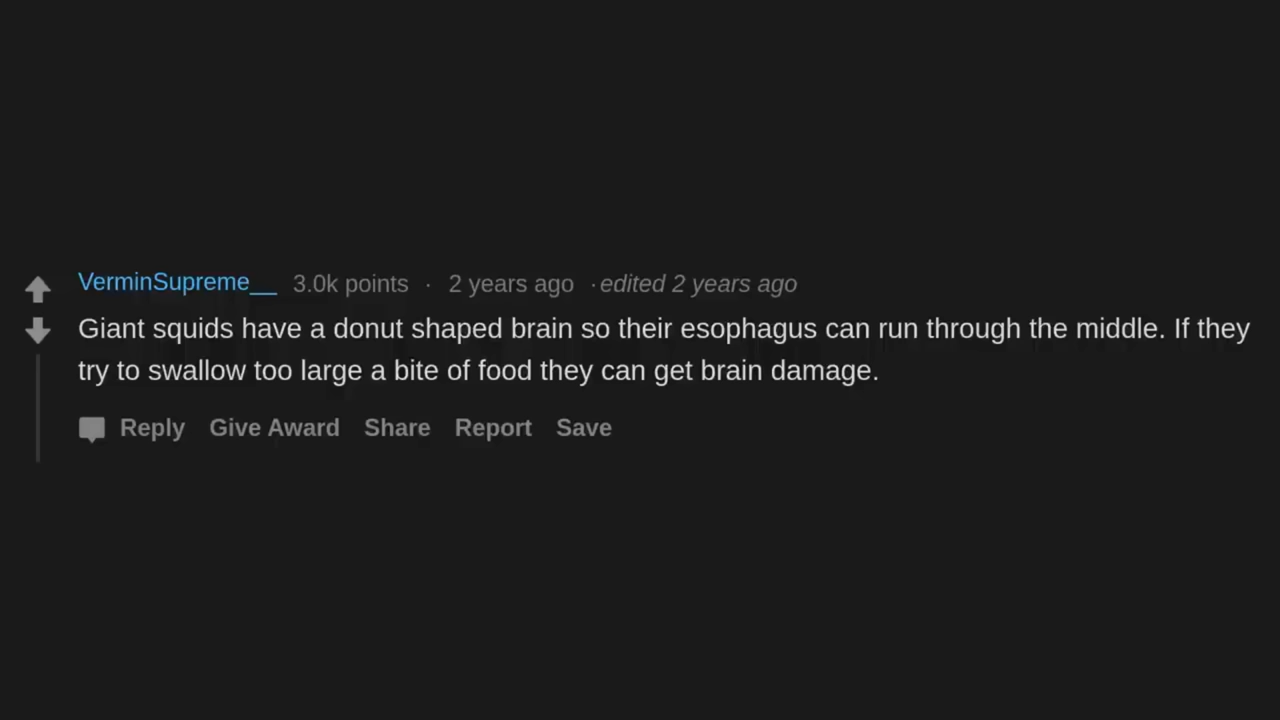 VerminSupreme__ 3.0k points · 2 years ago · edited 2 years ago
Giant squids have a donut shaped brain so their esophagus can run through the middle. If they
try to swallow too large a bite of food they can get brain damage.
Reply Give Award Share Report Save